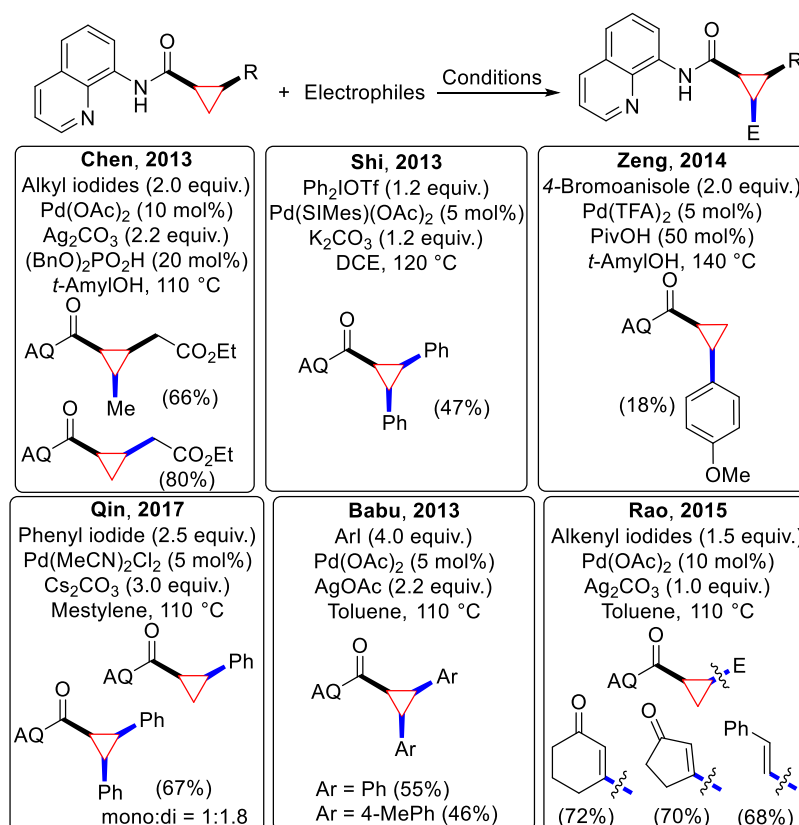 O
R
N
H
N
+ Electrophiles
Conditions
O
R
N
H
N
E
Chen, 2013
Alkyl iodides (2.0 equiv.)
Pd(OAc)2 (10 mol%)
Ag2CO3 (2.2 equiv.)
(BnO)2PO2H (20 mol%)
t-AmylOH, 110 °C
O
AQ
CO2Et
Me
(66%)
O
AQ
CO2Et
(80%)
Shi, 2013
Ph2IOTf (1.2 equiv.)
Pd(SIMes)(OAc)2 (5 mol%)
K2CO3 (1.2 equiv.)
DCE, 120 °C
O
Ph
AQ
Ph
(47%)
Zeng, 2014
4-Bromoanisole (2.0 equiv.)
Pd(TFA)2 (5 mol%)
PivOH (50 mol%)
t-AmylOH, 140 °C
O
AQ
(18%)
OMe
Qin, 2017
Phenyl iodide (2.5 equiv.)
Pd(MeCN)2Cl2 (5 mol%)
Cs2CO3 (3.0 equiv.)
Mestylene, 110 °C
O
Ph
AQ
O
Ph
AQ
Ph
(67%)
mono:di = 1:1.8
Babu, 2013
ArI (4.0 equiv.)
Pd(OAc)2 (5 mol%)
AgOAc (2.2 equiv.)
Toluene, 110 °C
O
Ar
AQ
Ar
Ar = Ph (55%)
Ar = 4-MePh (46%)
Rao, 2015
Alkenyl iodides (1.5 equiv.)
Pd(OAc)2 (10 mol%)
Ag2CO3 (1.0 equiv.)
Toluene, 110 °C
O
E
AQ
O
O
Ph
(72%)
(70%)
(68%)